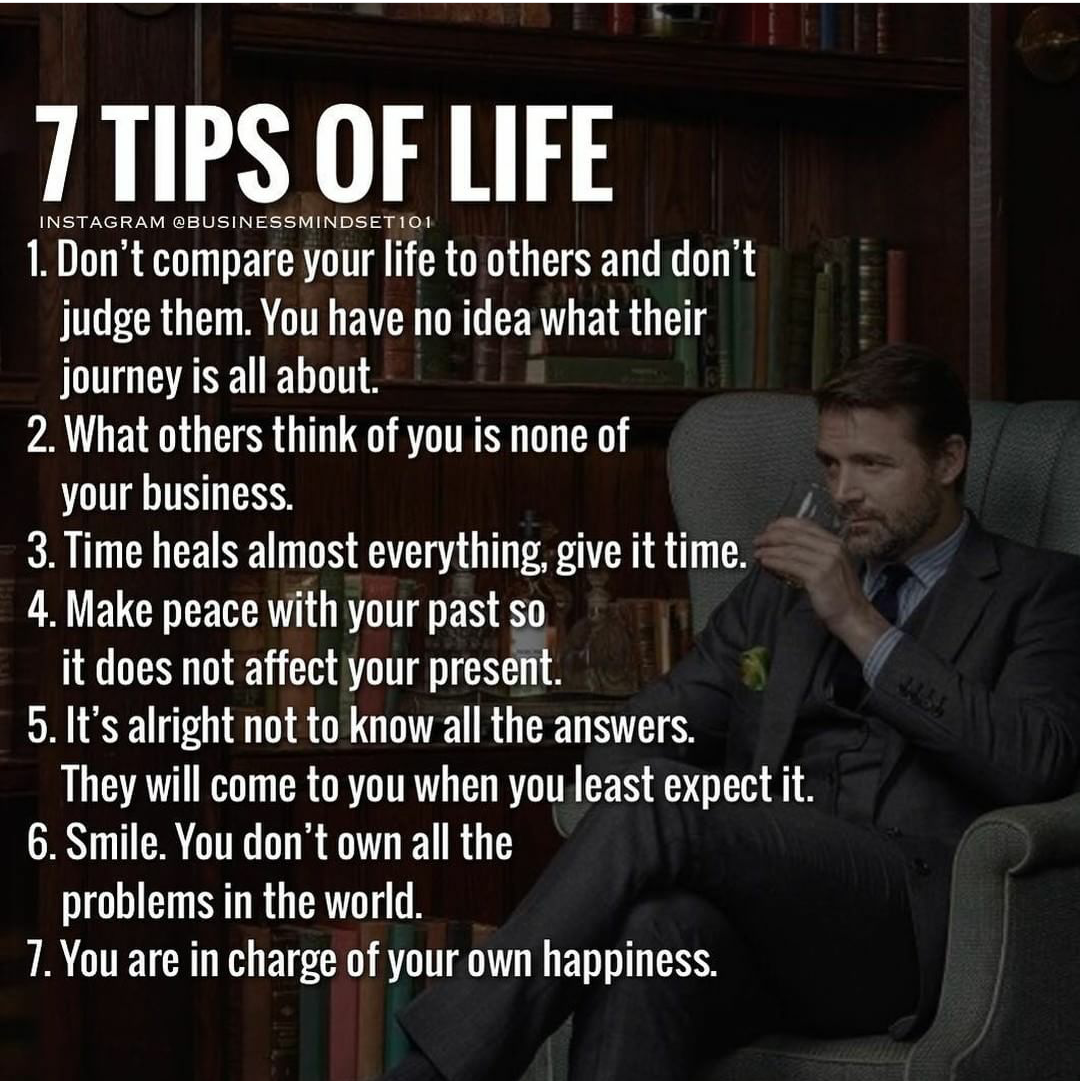 7 TIPS OF LIFE
INSTAGRAM @BUSINESSMINDSET101
1. Don't compare your life to others and don't
judge them. You have no idea what their
journey is all about.
2. What others think of you is none of
your business.
3. Time heals almost everything, give it time.
4. Make peace with your past so
it does not affect your present.
5. It's alright not to know all the answers.
They will come to you when you least expect it.
6. Smile. You don't own all the
problems in the world.
7. You are in charge of your own happiness.